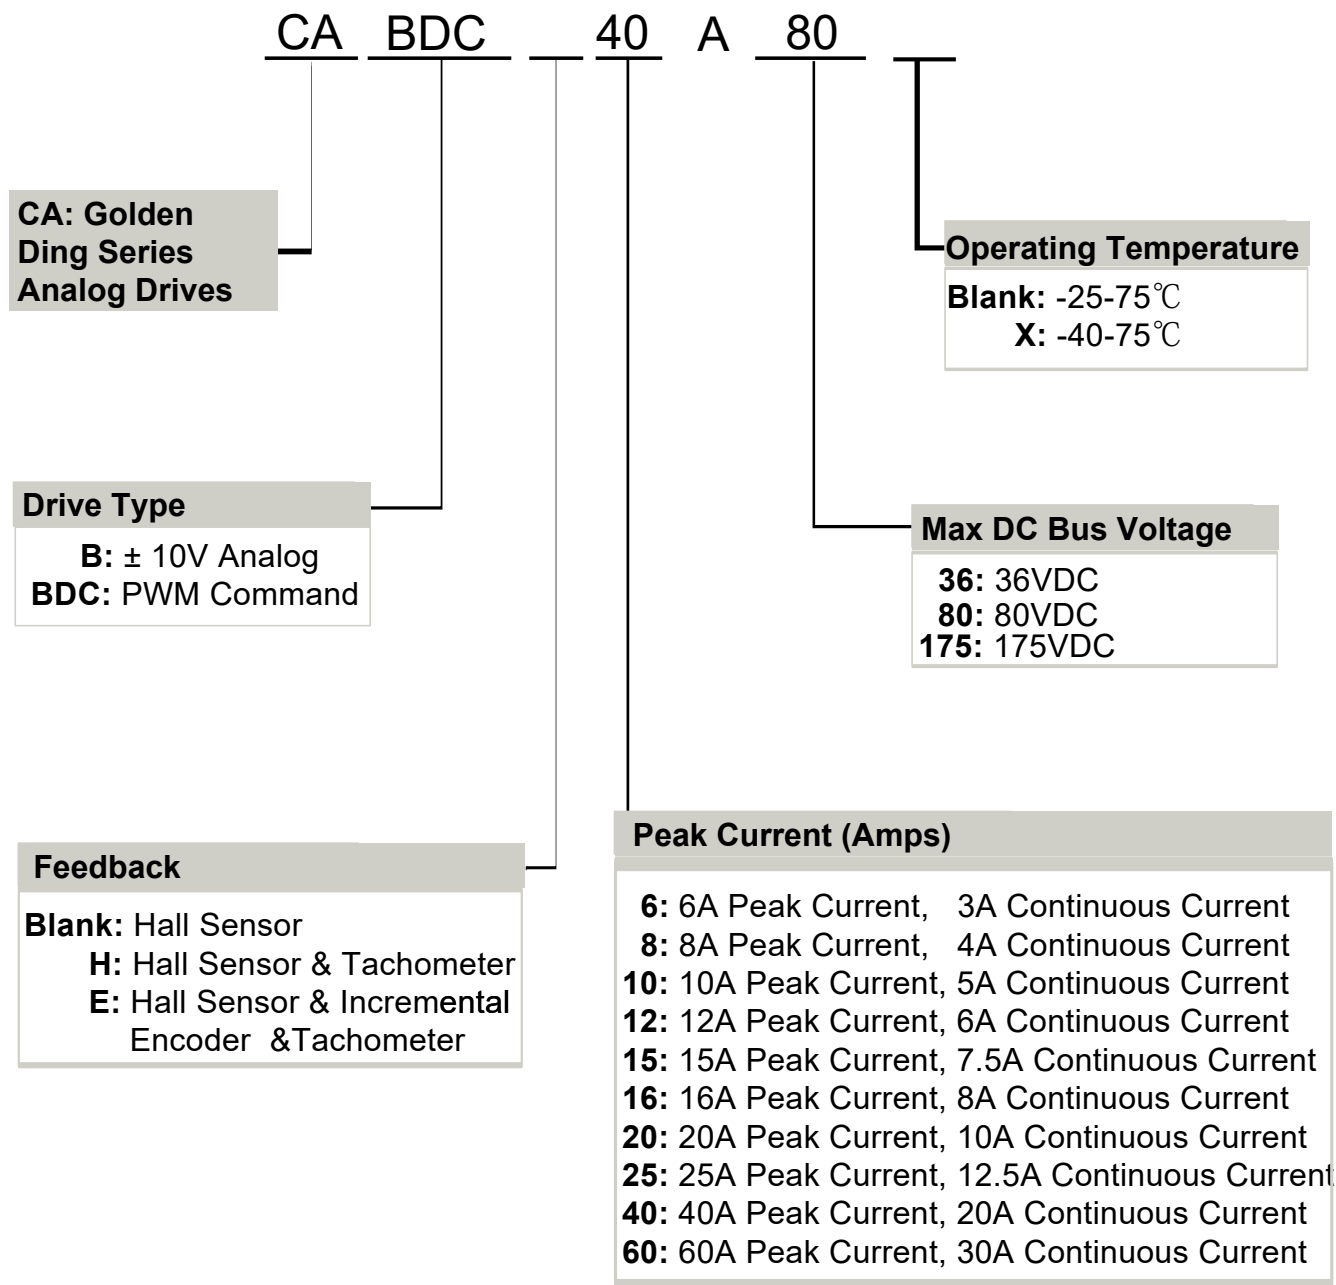 CA BDC 40 A 80
CA: Golden
Ding Series
Analog Drives
Operating Temperature
Blank: -25-75℃
X: -40-75℃
Drive Type
B: ± 10V Analog
BDC: PWM Command
Max DC Bus Voltage
36: 36VDC
80: 80VDC
175: 175VDC
Feedback
Blank: Hall Sensor
H: Hall Sensor & Tachometer
E: Hall Sensor & Incremental
Encoder &Tachometer
Peak Current (Amps)
6: 6A Peak Current, 3A Continuous Current
8: 8A Peak Current, 4A Continuous Current
10: 10A Peak Current, 5A Continuous Current
12: 12A Peak Current, 6A Continuous Current
15: 15A Peak Current, 7.5A Continuous Current
16: 16A Peak Current, 8A Continuous Current
20: 20A Peak Current, 10A Continuous Current
25: 25A Peak Current, 12.5A Continuous Current
40: 40A Peak Current, 20A Continuous Current
60: 60A Peak Current, 30A Continuous Current